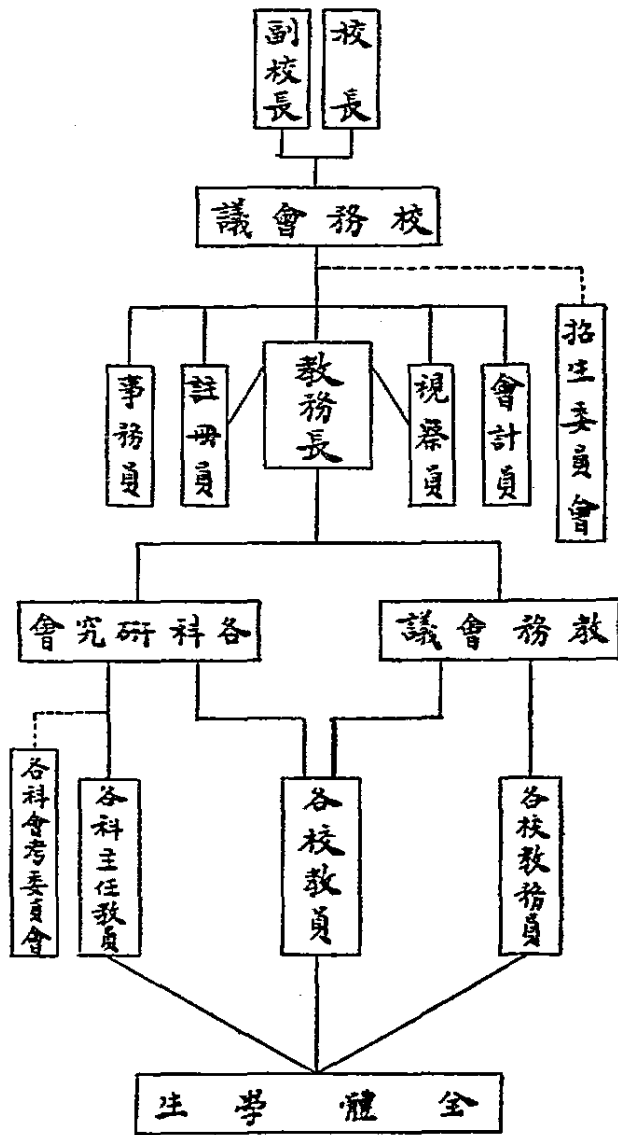 校長
副校長
校務會議
招生委員會
會計員
視察員
教務長
註冊員
事務員
教務會議
各科研究會
各校教務員
各校教員
各科主任教員
各科會考委員會
全體學生